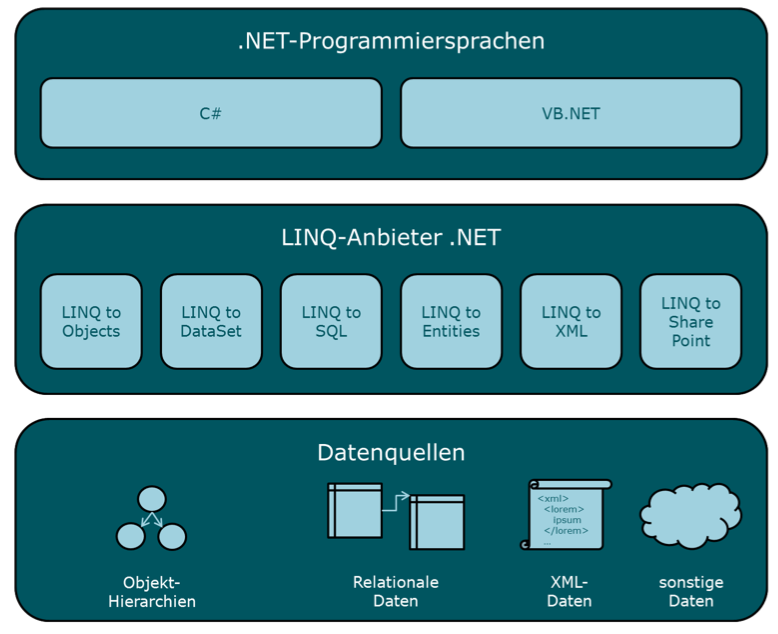 .NET-Programmiersprachen
C#
VB.NET
LINQ-Anbieter .NET
LINQ to
Objects
LINQ to
DataSet
LINQ to
SQL
LINQ to
Entities
LINQ to
XML
LINQ to
Share
Point
Datenquellen
<xml>
<lorem>
ipsum
</lorem>
...
Objekt-
Hierarchien
Relationale
Daten
XML-
Daten
sonstige
Daten